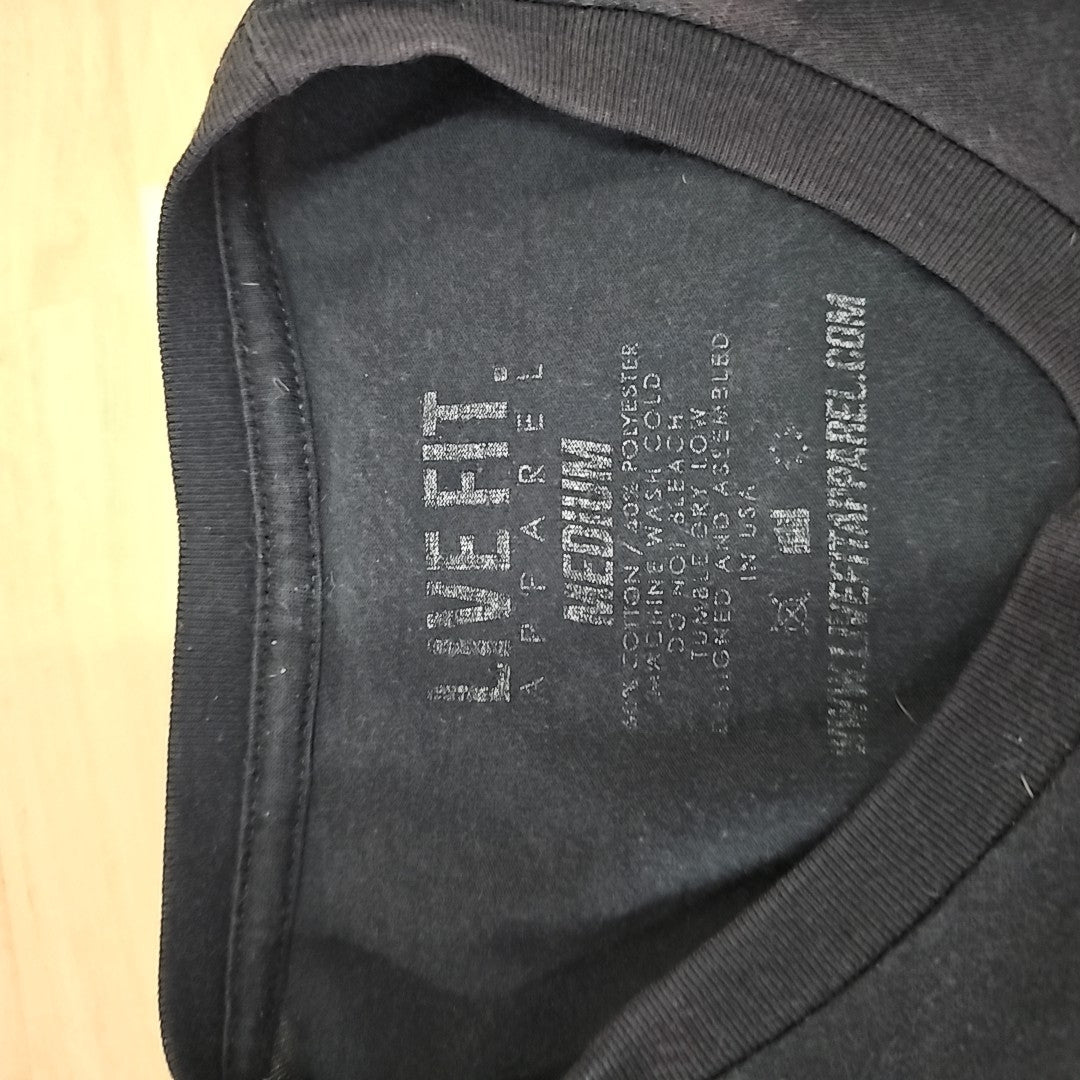 LIVE FIT.
APPAREL
MEDIUM
60% COTTON / 40% POLYESTER
MACHINE WASH COLD
DO NOT BLEACH
TUMBLE DRY LOW
DESIGNED AND ASSEMBLED
IN USA
WWW.LIVEFITAPPAREL.COM